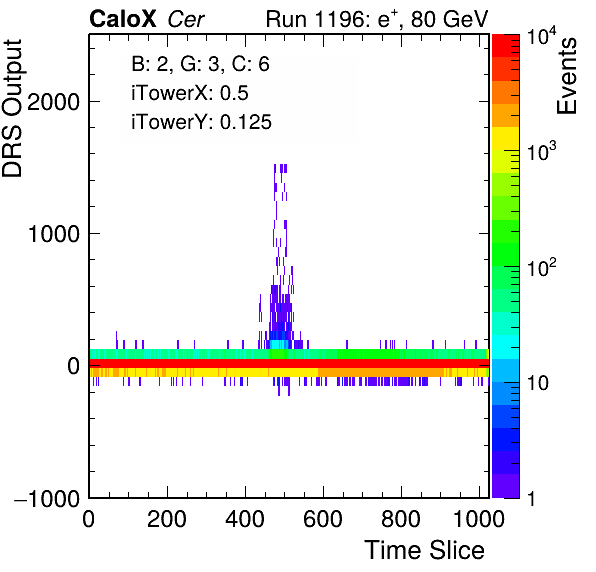 CaloX Cer Run 1196: e⁺, 80 GeV
B: 2, G: 3, C: 6
iTowerX: 0.5
iTowerY: 0.125
DRS Output
2000
1000
0
−1000
0 200 400 600 800 1000
Time Slice
Events
10⁴
10³
10²
10
1